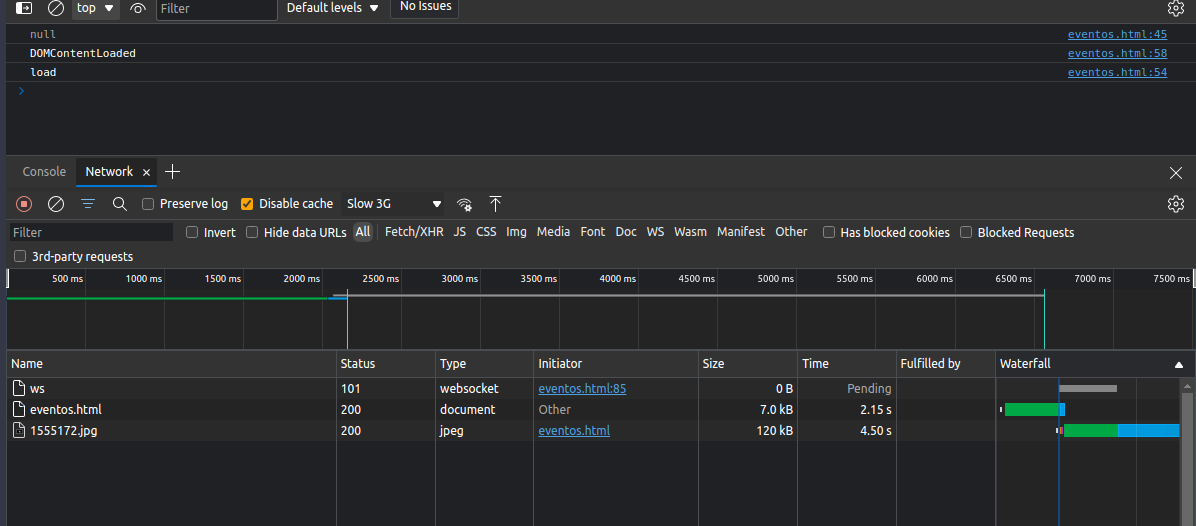 top Filter Default levels No Issues
null eventos.html:45
DOMContentLoaded eventos.html:58
load eventos.html:54
Console Network
Preserve log Disable cache Slow 3G
Filter Invert Hide data URLs All Fetch/XHR JS CSS Img Media Font Doc WS Wasm Manifest Other Has blocked cookies Blocked Requests
3rd-party requests
500 ms 1000 ms 1500 ms 2000 ms 2500 ms 3000 ms 3500 ms 4000 ms 4500 ms 5000 ms 5500 ms 6000 ms 6500 ms 7000 ms 7500 ms
Name Status Type Initiator Size Time Fulfilled by Waterfall
ws 101 websocket eventos.html:85 0 B Pending
eventos.html 200 document Other 7.0 kB 2.15 s
1555172.jpg 200 jpeg eventos.html 120 kB 4.50 s